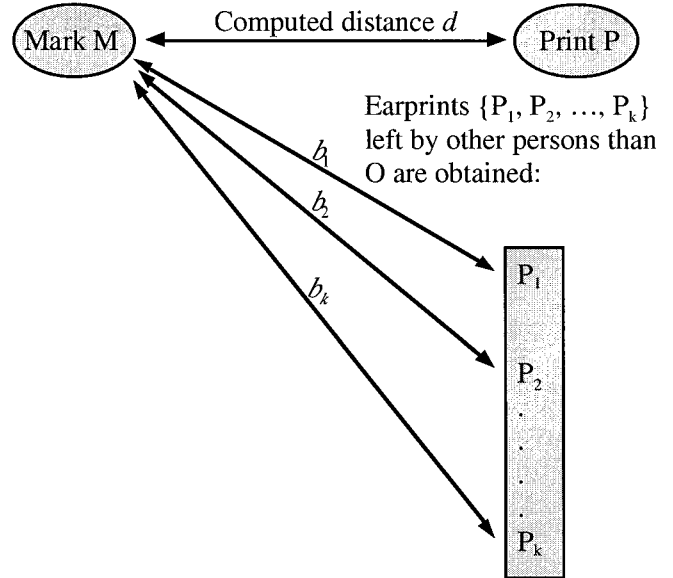 Mark M
Computed distance d
Print P
Earprints {P₁, P₂, ..., Pₖ}
left by other persons than
O are obtained:
b₁
b₂
bₖ
P₁
P₂
.
.
.
.
Pₖ